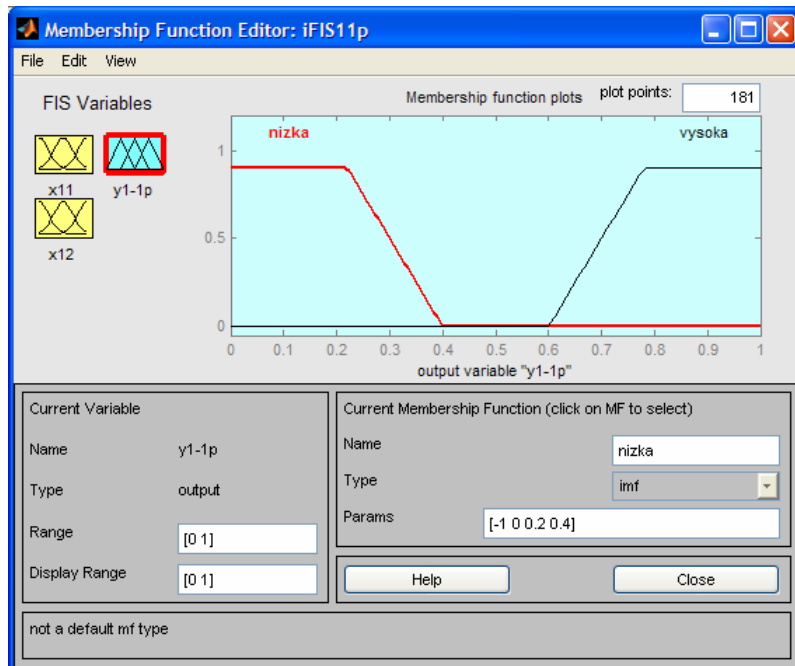 Membership Function Editor: iFIS11p
File Edit View
FIS Variables
Membership function plots plot points: 181
nizka
vysoka
x11 y1-1p
x12
1
0.5
0
0 0.1 0.2 0.3 0.4 0.5 0.6 0.7 0.8 0.9 1
output variable "y1-1p"
Current Variable
Name y1-1p
Type output
Range [0 1]
Display Range [0 1]
Current Membership Function (click on MF to select)
Name nizka
Type imf
Params [-1 0 0.2 0.4]
Help Close
not a default mf type